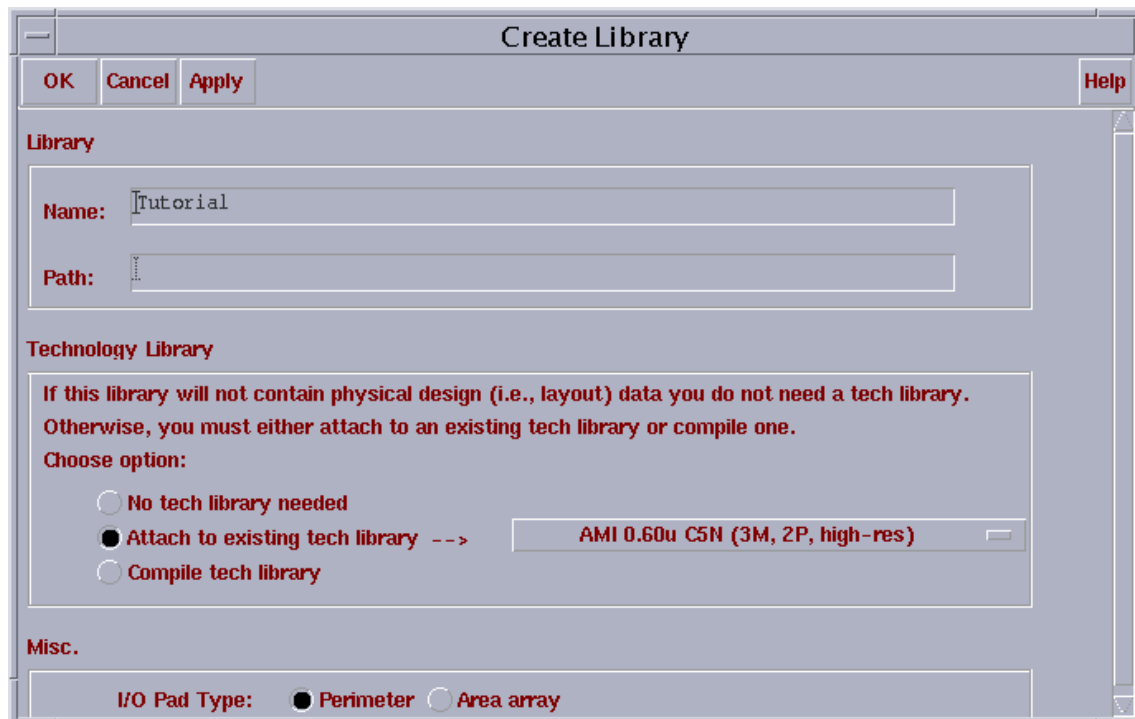 Create Library
OK Cancel Apply Help
Library
Name: Tutorial
Path:
Technology Library
If this library will not contain physical design (i.e., layout) data you do not need a tech library.
Otherwise, you must either attach to an existing tech library or compile one.
Choose option:
No tech library needed
Attach to existing tech library --> AMI 0.60u C5N (3M, 2P, high-res)
Compile tech library
Misc.
I/O Pad Type: Perimeter Area array